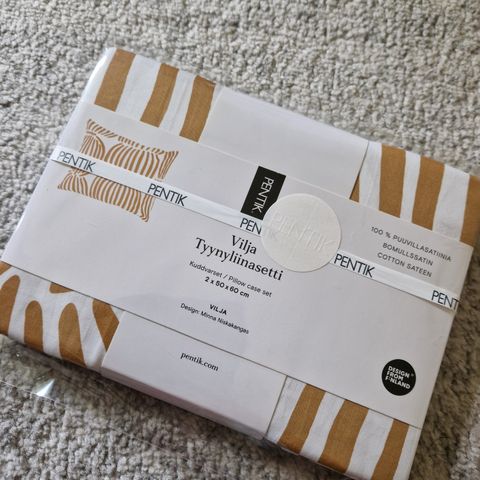 PENTIK
PENTIK
PENTIK
PENTIK
PENTIK
Vilja
Tyynyliinasetti
Kuddvarset / Pillow case set
2 x 50 x 60 cm
VILJA
Design: Minna Niskakangas
pentik.com
100 % PUUVILLASATIINIA
BOMULLSSATIN
COTTON SATEEN
DESIGN
FROM
FINLAND